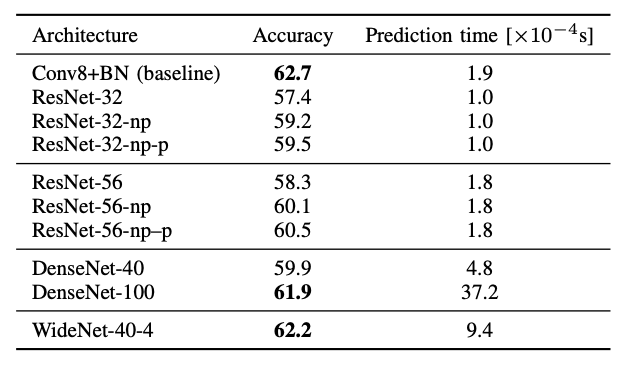 Architecture Accuracy Prediction time [×10⁻⁴s]
Conv8+BN (baseline) 62.7 1.9
ResNet-32 57.4 1.0
ResNet-32-np 59.2 1.0
ResNet-32-np-p 59.5 1.0
ResNet-56 58.3 1.8
ResNet-56-np 60.1 1.8
ResNet-56-np–p 60.5 1.8
DenseNet-40 59.9 4.8
DenseNet-100 61.9 37.2
WideNet-40-4 62.2 9.4